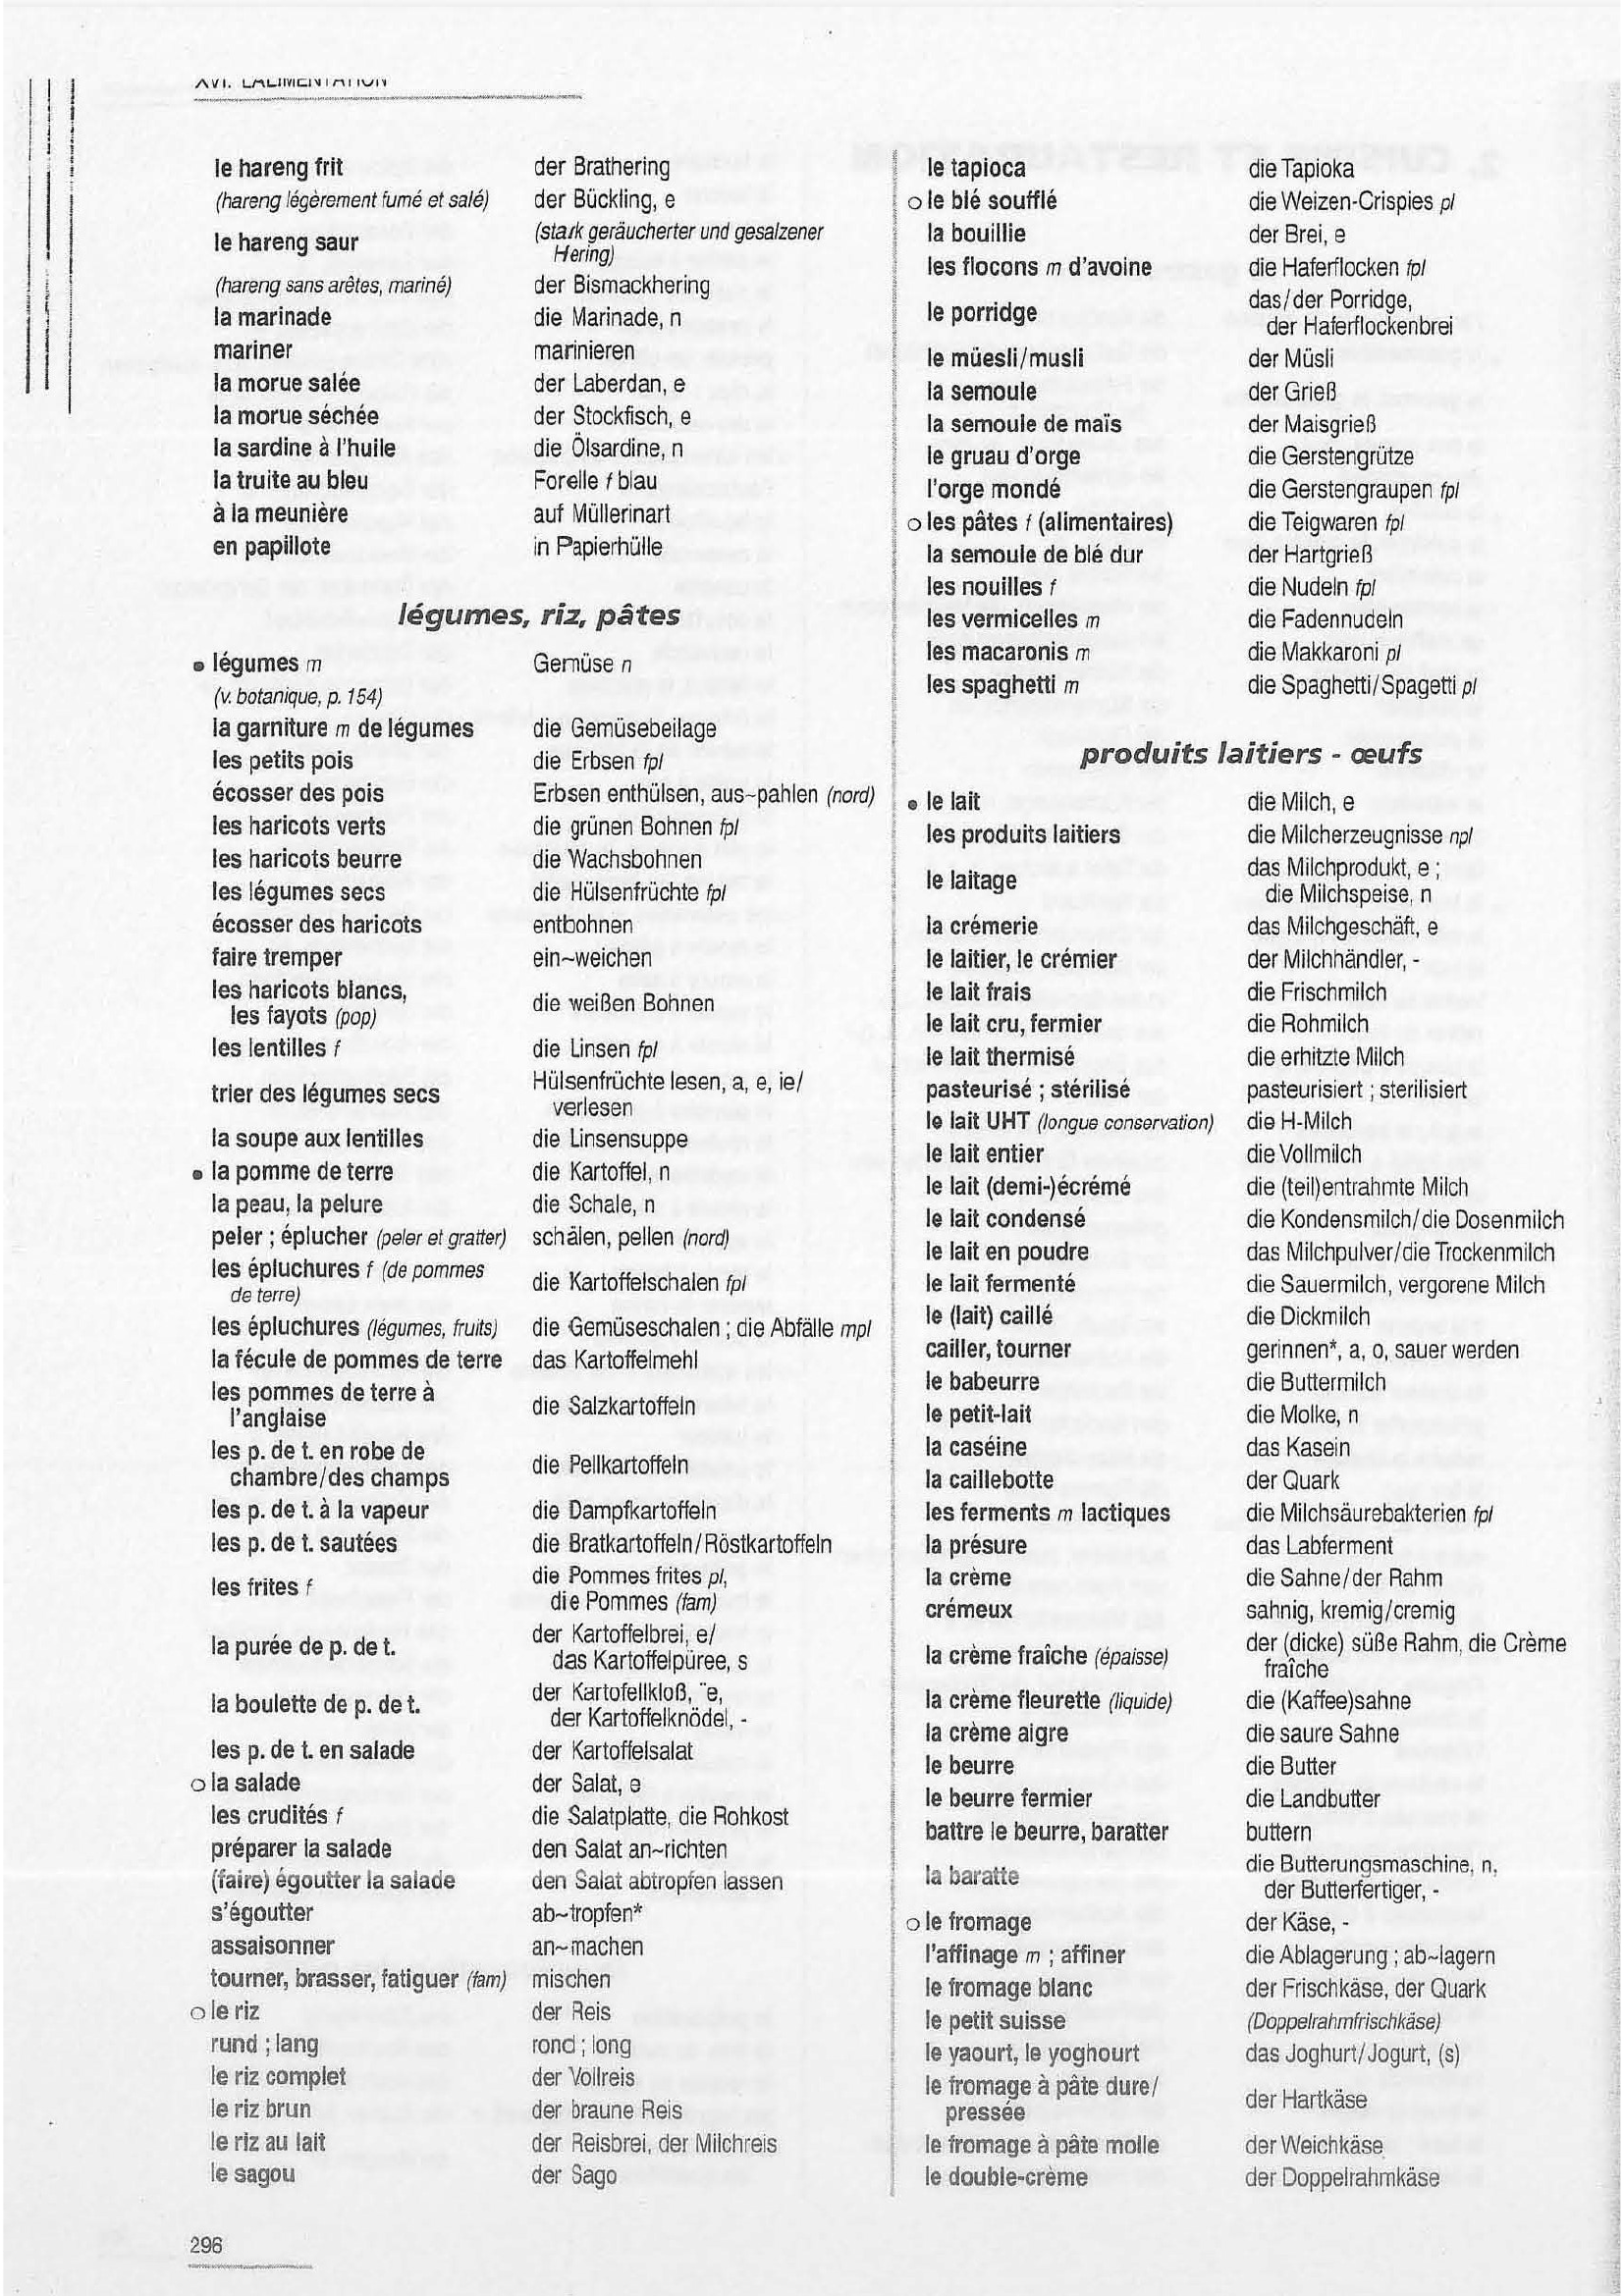 XVI. L'ALIMENTATION
le hareng frit der Brathering
(hareng légèrement fumé et salé) der Bückling, e
le hareng saur (stark geräucherter und gesalzener
Hering)
(hareng sans arêtes, mariné) der Bismackhering
la marinade die Marinade, n
mariner marinieren
la morue salée der Laberdan, e
la morue séchée der Stockfisch, e
la sardine à l'huile die Ölsardine, n
la truite au bleu Forelle f blau
à la meunière auf Müllerinart
en papillote in Papierhülle
légumes, riz, pâtes
● légumes m Gemüse n
(v. botanique, p. 154)
la garniture m de légumes die Gemüsebeilage
les petits pois die Erbsen fpl
écosser des pois Erbsen enthülsen, aus~pahlen (nord)
les haricots verts die grünen Bohnen fpl
les haricots beurre die Wachsbohnen
les légumes secs die Hülsenfrüchte fpl
écosser des haricots entbohnen
faire tremper ein~weichen
les haricots blancs,
les fayots (pop) die weißen Bohnen
les lentilles f die Linsen fpl
trier des légumes secs Hülsenfrüchte lesen, a, e, ie/
verlesen
la soupe aux lentilles die Linsensuppe
● la pomme de terre die Kartoffel, n
la peau, la pelure die Schale, n
peler ; éplucher (peler et gratter) schälen, pellen (nord)
les épluchures f (de pommes
de terre) die Kartoffelschalen fpl
les épluchures (légumes, fruits) die Gemüseschalen ; die Abfälle mpl
la fécule de pommes de terre das Kartoffelmehl
les pommes de terre à
l'anglaise die Salzkartoffeln
les p. de t. en robe de
chambre/des champs die Pellkartoffeln
les p. de t. à la vapeur die Dampfkartoffeln
les p. de t. sautées die Bratkartoffeln/Röstkartoffeln
les frites f die Pommes frites pl,
die Pommes (fam)
la purée de p. de t. der Kartoffelbrei, e/
das Kartoffelpüree, s
la boulette de p. de t. der Kartofellkloß, ¨e,
der Kartoffelknödel, -
les p. de t. en salade der Kartoffelsalat
o la salade der Salat, e
les crudités f die Salatplatte, die Rohkost
préparer la salade den Salat an~richten
(faire) égoutter la salade den Salat abtropfen lassen
s'égoutter ab~tropfen*
assaisonner an~machen
tourner, brasser, fatiguer (fam) mischen
o le riz der Reis
rund ; lang rond ; long
le riz complet der Vollreis
le riz brun der braune Reis
le riz au lait der Reisbrei, der Milchreis
le sagou der Sago
le tapioca die Tapioka
o le blé soufflé die Weizen-Crispies pl
la bouillie der Brei, e
les flocons m d'avoine die Haferflocken fpl
le porridge das/der Porridge,
der Haferflockenbrei
le müesli/musli der Müsli
la semoule der Grieß
la semoule de maïs der Maisgrieß
le gruau d'orge die Gerstengrütze
l'orge mondé die Gerstengraupen fpl
o les pâtes f (alimentaires) die Teigwaren fpl
la semoule de blé dur der Hartgrieß
les nouilles f die Nudeln fpl
les vermicelles m die Fadennudeln
les macaronis m die Makkaroni pl
les spaghetti m die Spaghetti/Spagetti pl
produits laitiers - œufs
● le lait die Milch, e
les produits laitiers die Milcherzeugnisse npl
le laitage das Milchprodukt, e ;
die Milchspeise, n
la crémerie das Milchgeschäft, e
le laitier, le crémier der Milchhändler, -
le lait frais die Frischmilch
le lait cru, fermier die Rohmilch
le lait thermisé die erhitzte Milch
pasteurisé ; stérilisé pasteurisiert ; sterilisiert
le lait UHT (longue conservation) die H-Milch
le lait entier die Vollmilch
le lait (demi-)écrémé die (teil)entrahmte Milch
le lait condensé die Kondensmilch/die Dosenmilch
le lait en poudre das Milchpulver/die Trockenmilch
le lait fermenté die Sauermilch, vergorene Milch
le (lait) caillé die Dickmilch
cailler, tourner gerinnen*, a, o, sauer werden
le babeurre die Buttermilch
le petit-lait die Molke, n
la caséine das Kasein
la caillebotte der Quark
les ferments m lactiques die Milchsäurebakterien fpl
la présure das Labferment
la crème die Sahne/der Rahm
crémeux sahnig, kremig/cremig
la crème fraîche (épaisse) der (dicke) süße Rahm, die Crème
fraîche
la crème fleurette (liquide) die (Kaffee)sahne
la crème aigre die saure Sahne
le beurre die Butter
le beurre fermier die Landbutter
battre le beurre, baratter buttern
la baratte die Butterungsmaschine, n,
der Butterfertiger, -
o le fromage der Käse, -
l'affinage m ; affiner die Ablagerung ; ab~lagern
le fromage blanc der Frischkäse, der Quark
le petit suisse (Doppelrahmfrischkäse)
le yaourt, le yoghourt das Joghurt/Jogurt, (s)
le fromage à pâte dure/
pressée der Hartkäse
le fromage à pâte molle der Weichkäse
le double-crème der Doppelrahmkäse
296